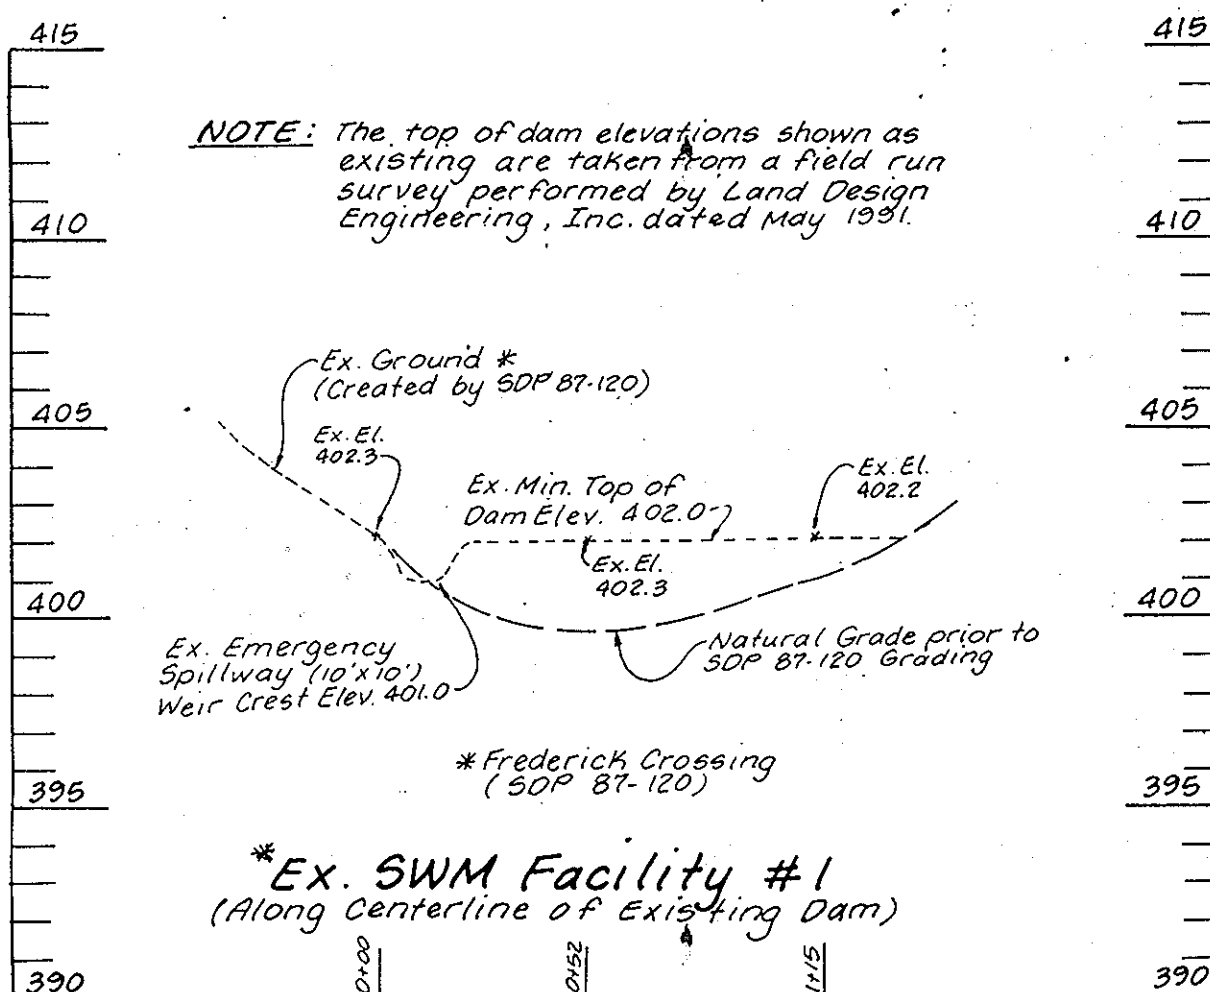 415
415
NOTE: The top of dam elevations shown as
existing are taken from a field run
survey performed by Land Design
Engineering, Inc. dated May 1991.
410
410
Ex. Ground *
(Created by SDP 87-120)
405
405
Ex. El.
402.3
Ex. Min. Top of
Dam Elev. 402.0
Ex. El.
402.2
Ex. El.
402.3
400
400
Ex. Emergency
Spillway (10'x10')
Weir Crest Elev. 401.0
Natural Grade prior to
SDP 87-120 Grading
* Frederick Crossing
(SDP 87-120)
395
395
*Ex. SWM Facility #1
(Along Centerline of Existing Dam)
0+00
0+52
1+15
390
390